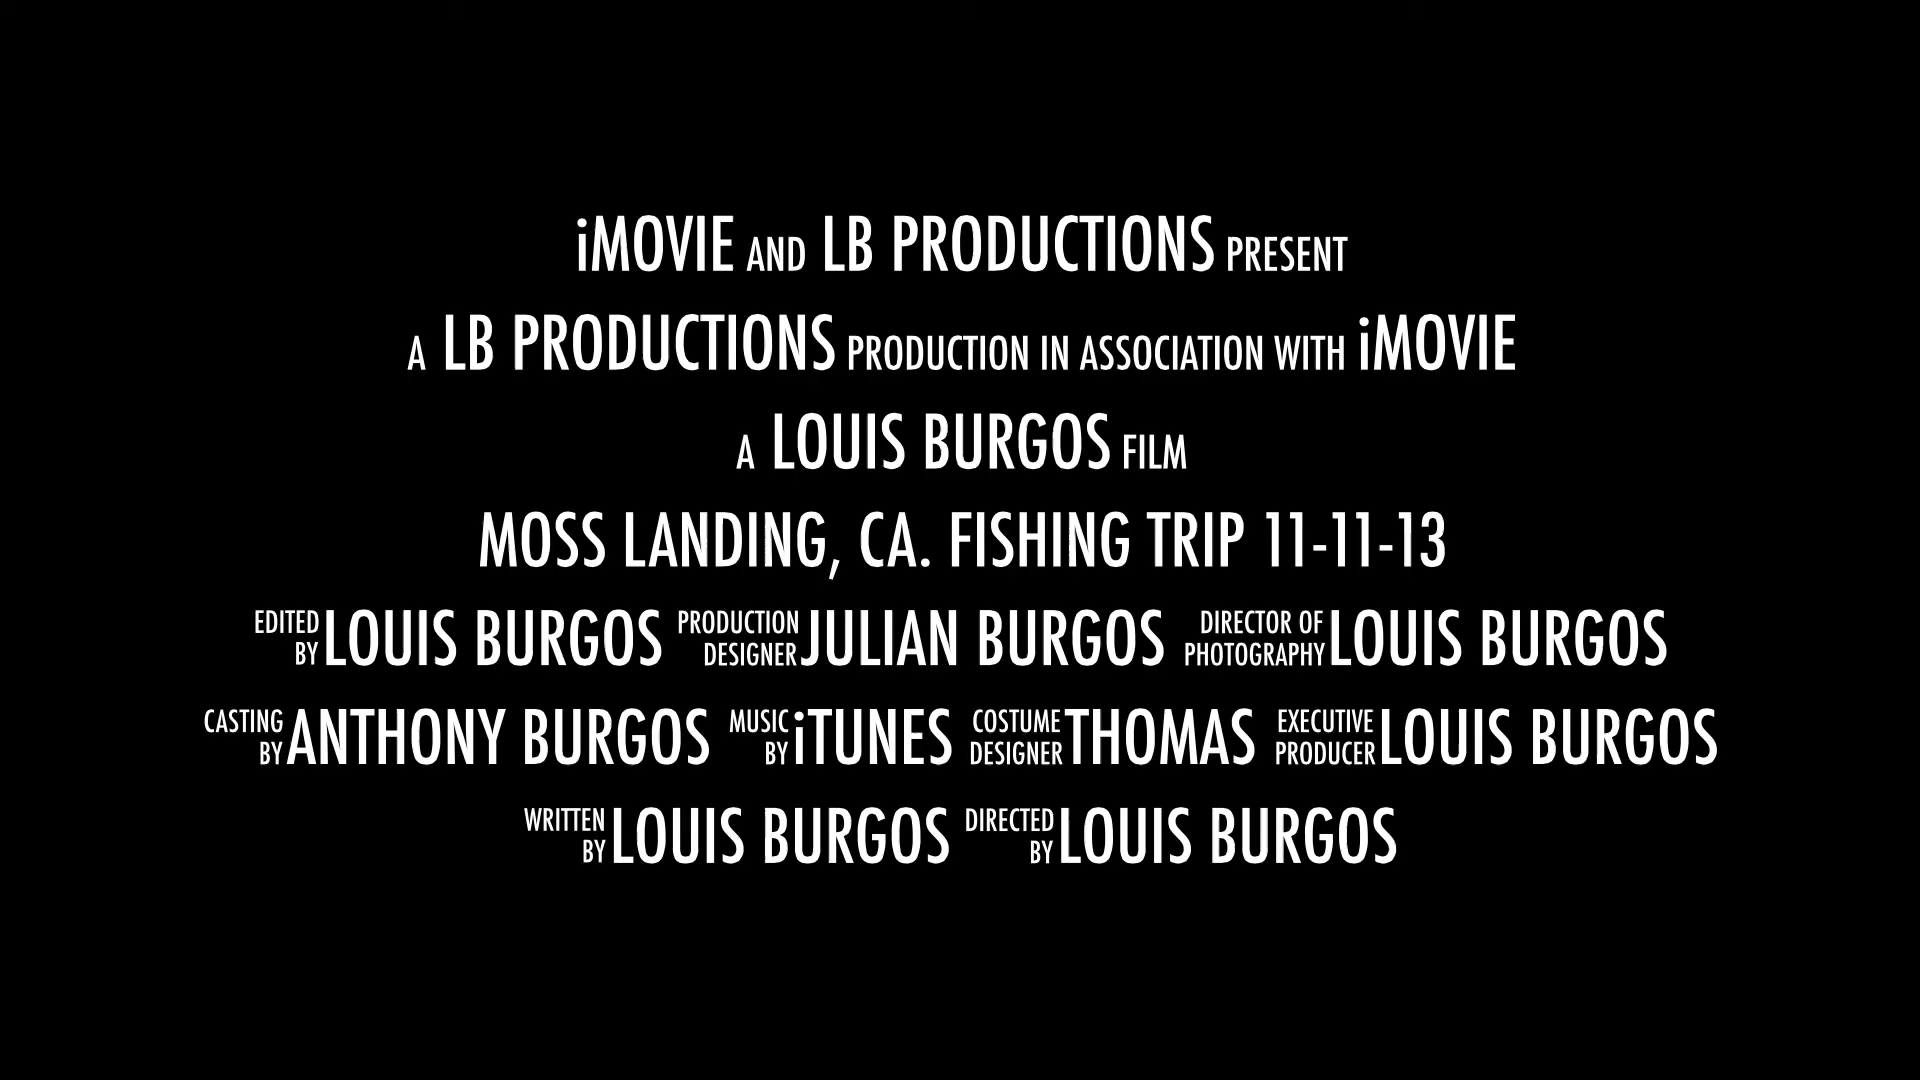 iMOVIE AND LB PRODUCTIONS PRESENT
A LB PRODUCTIONS PRODUCTION IN ASSOCIATION WITH iMOVIE
A LOUIS BURGOS FILM
MOSS LANDING, CA. FISHING TRIP 11-11-13
EDITED BY LOUIS BURGOS PRODUCTION DESIGNER JULIAN BURGOS DIRECTOR OF PHOTOGRAPHY LOUIS BURGOS
CASTING BY ANTHONY BURGOS MUSIC BY iTUNES COSTUME DESIGNER THOMAS EXECUTIVE PRODUCER LOUIS BURGOS
WRITTEN BY LOUIS BURGOS DIRECTED BY LOUIS BURGOS